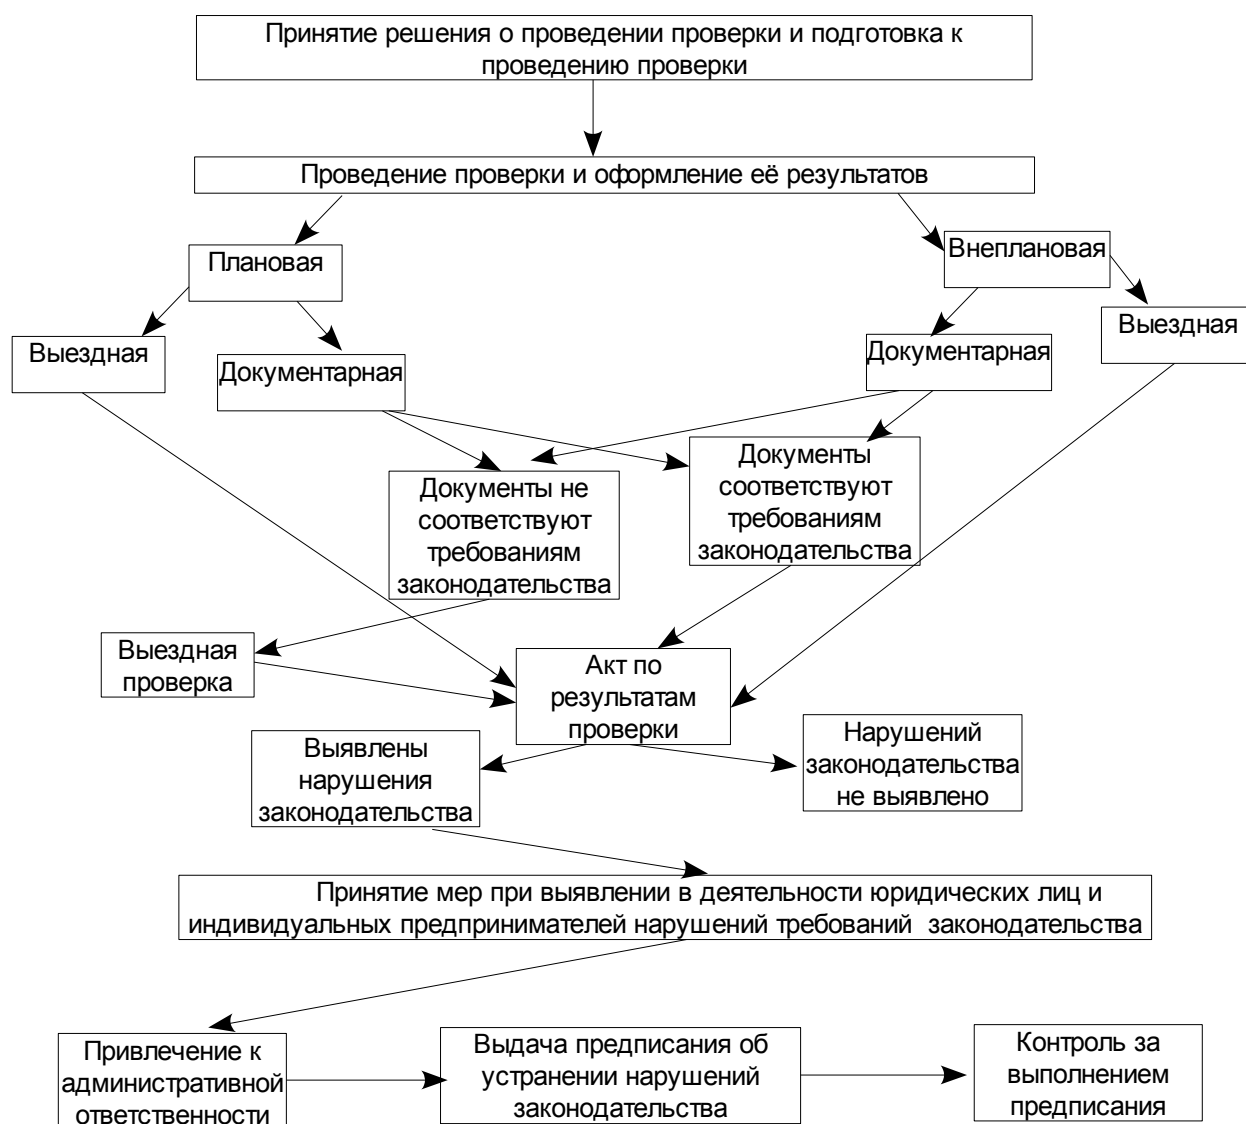 Принятие решения о проведении проверки и подготовка к
проведению проверки
Проведение проверки и оформление её результатов
Плановая
Внеплановая
Выездная
Документарная
Документарная
Выездная
Документы не
соответствуют
требованиям
законодательства
Документы
соответствуют
требованиям
законодательства
Выездная
проверка
Акт по
результатам
проверки
Выявлены
нарушения
законодательства
Нарушений
законодательства
не выявлено
Принятие мер при выявлении в деятельности юридических лиц и
индивидуальных предпринимателей нарушений требований законодательства
Привлечение к
административной
ответственности
Выдача предписания об
устранении нарушений
законодательства
Контроль за
выполнением
предписания